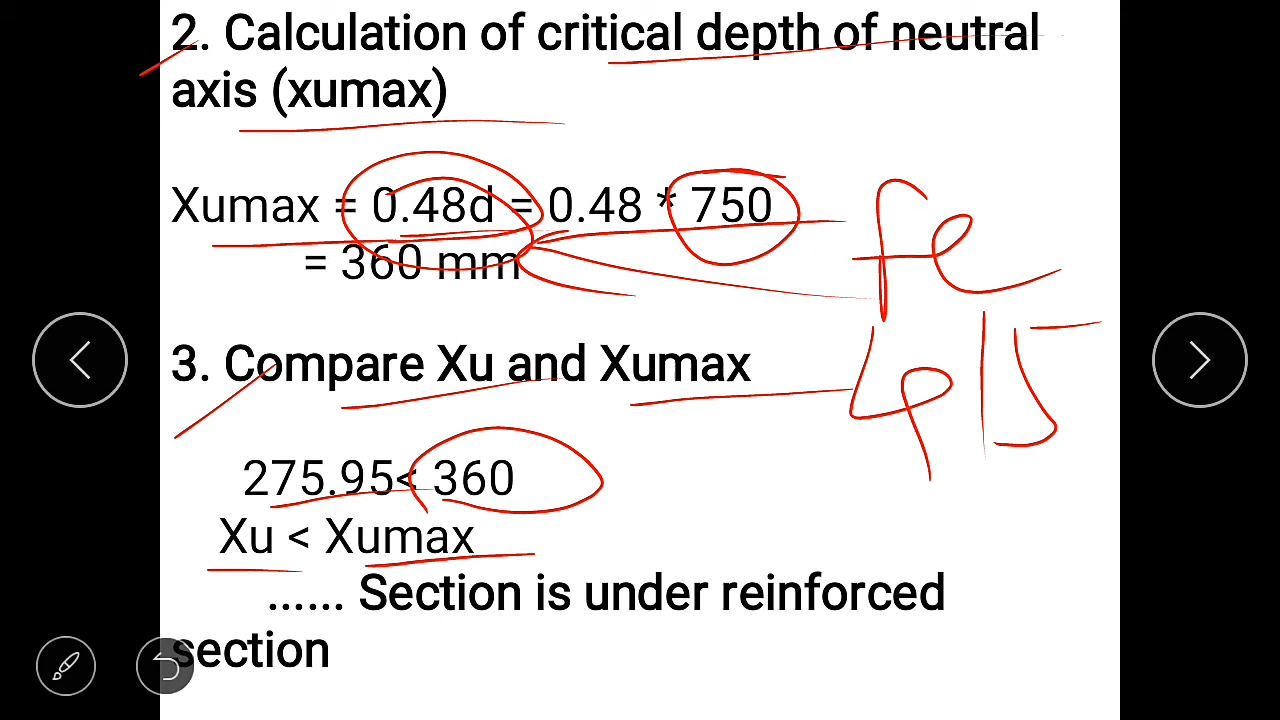 2. Calculation of critical depth of neutral
axis (xumax)
Xumax = 0.48d = 0.48 * 750
= 360 mm
fe
415
3. Compare Xu and Xumax
275.95< 360
Xu < Xumax
...... Section is under reinforced
section